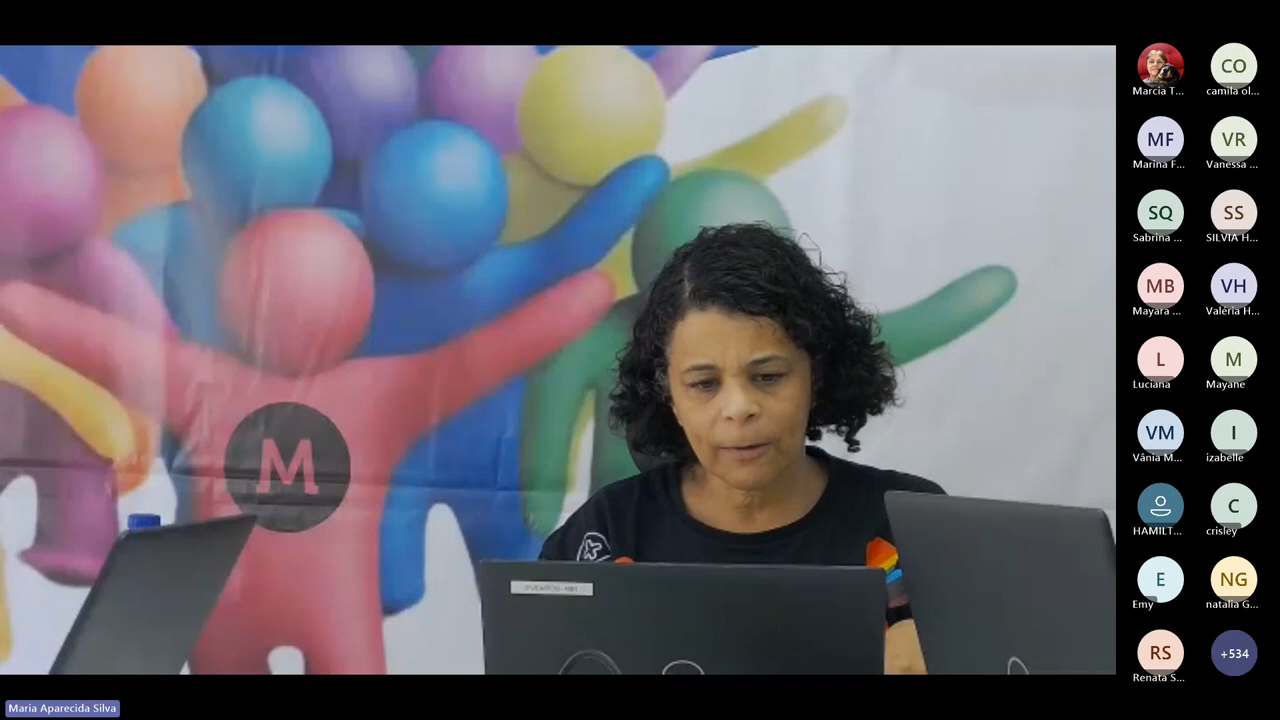 M
Marcia T...
CO
camila ol...
MF
Marina F...
VR
Vanessa ...
SQ
Sabrina ...
SS
SILVIA H...
MB
Mayara ...
VH
Valéria H...
L
Luciana
M
Mayane
VM
Vânia M...
I
izabelle
HAMILT...
C
crisley
E
Emy
NG
natalia G...
RS
Renata S...
+534
Maria Aparecida Silva